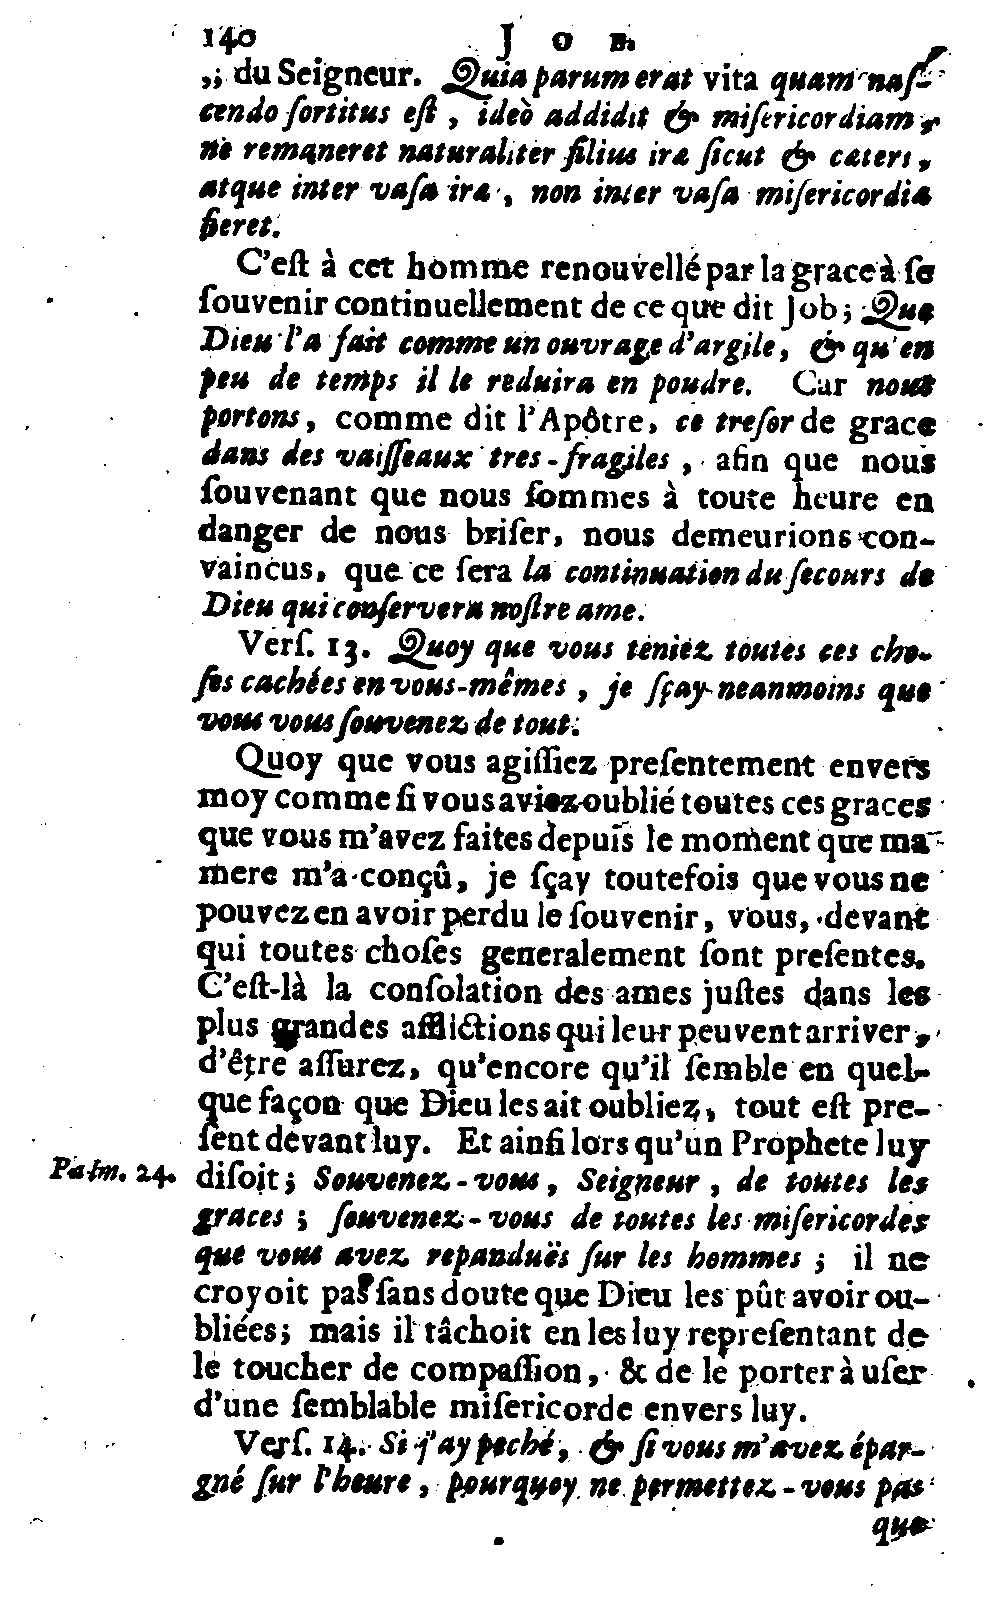 140 JOB.
„; du Seigneur. Quia parum erat vita quam naſ-
cendo ſortitus eſt, ideò addidit & miſericordiam,
ne remaneret naturaliter filius iræ ſicut & cæteri,
atque inter vaſa iræ, non inter vaſa miſericordiæ
fieret.
C'eſt à cet homme renouvellé par la grace à ſe
ſouvenir continuellement de ce que dit Job; Que
Dieu l'a fait comme un ouvrage d'argile, & qu'en
peu de temps il le reduira en poudre. Car nous
portons, comme dit l'Apôtre, ce treſor de grace
dans des vaiſſeaux tres-fragiles, afin que nous
ſouvenant que nous ſommes à toute heure en
danger de nous briſer, nous demeurions con-
vaincus, que ce ſera la continuation du ſecours de
Dieu qui conſervera noſtre ame.
Verſ. 13. Quoy que vous teniez toutes ces cho-
ſes cachées en vous-mêmes, je ſçay neanmoins que
vous vous ſouvenez de tout.
Quoy que vous agiſſiez preſentement envers
moy comme ſi vous aviez oublié toutes ces graces
que vous m'avez faites depuis le moment que ma
mere m'a conçû, je ſçay toutefois que vous ne
pouvez en avoir perdu le ſouvenir, vous, devant
qui toutes choſes generalement ſont preſentes.
C'eſt-là la conſolation des ames juſtes dans les
plus grandes afflictions qui leur peuvent arriver,
d'être aſſurez, qu'encore qu'il ſemble en quel-
que façon que Dieu les ait oubliez, tout eſt pre-
ſent devant luy. Et ainſi lors qu'un Prophete luy
Pſalm. 24. diſoit; Souvenez-vous, Seigneur, de toutes les
graces; ſouvenez-vous de toutes les miſericordes
que vous avez repanduës ſur les hommes; il ne
croyoit pas ſans doute que Dieu les pût avoir ou-
bliées; mais il tâchoit en les luy repreſentant de
le toucher de compaſſion, & de le porter à uſer
d'une ſemblable miſericorde envers luy.
Verſ. 14. Si j'ay peché, & ſi vous m'avez épar-
gné ſur l'heure, pourquoy ne permettez-vous pas
que